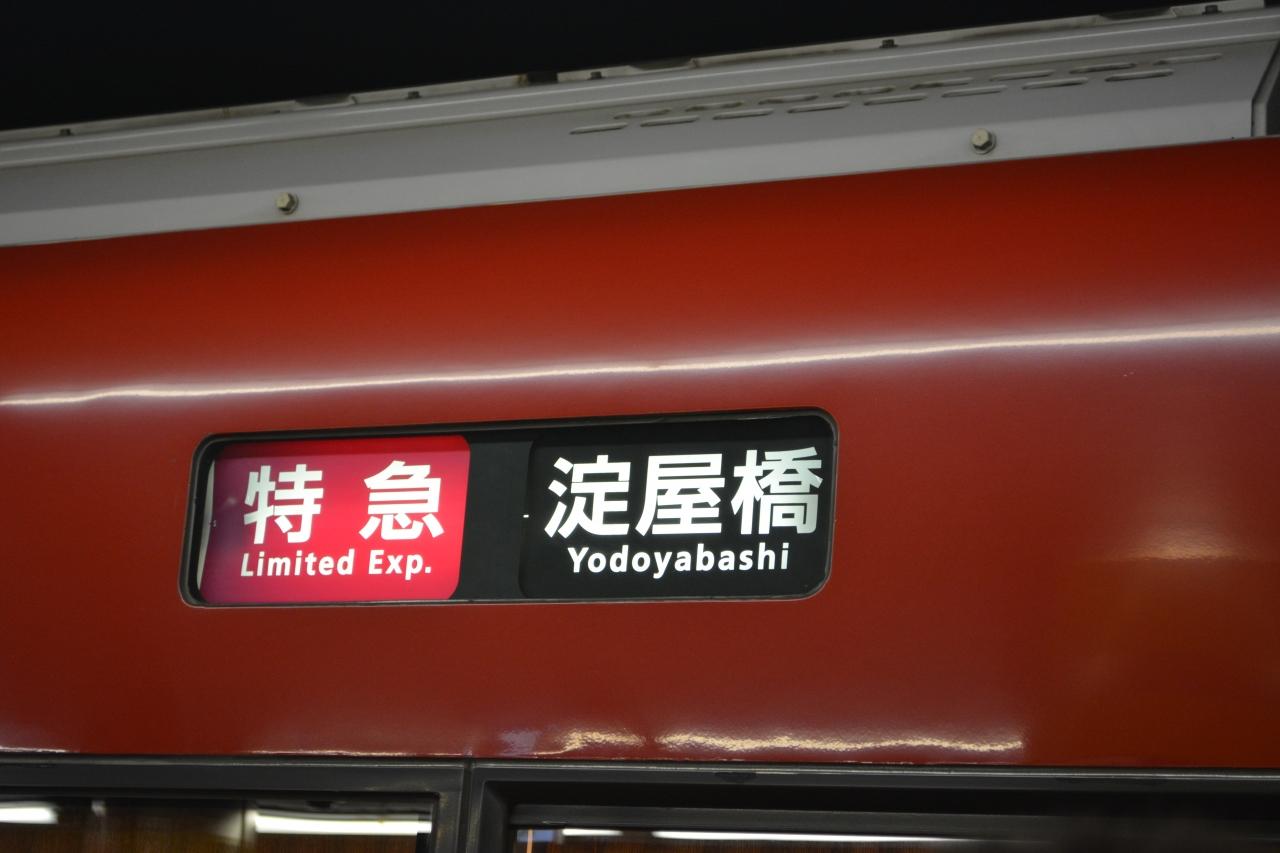 特急
Limited Exp.
淀屋橋
Yodoyabashi